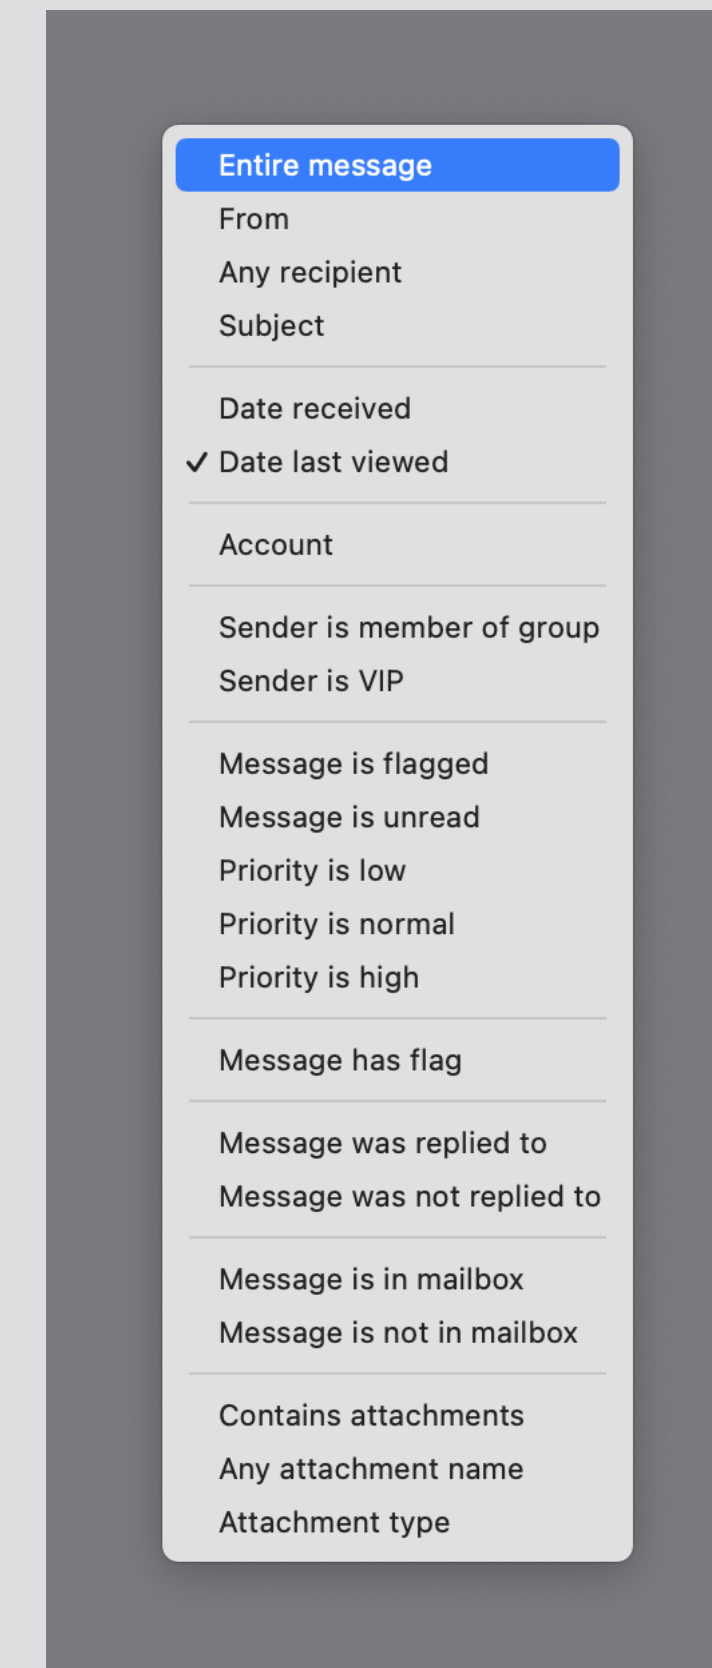 Entire message
From
Any recipient
Subject
Date received
✓ Date last viewed
Account
Sender is member of group
Sender is VIP
Message is flagged
Message is unread
Priority is low
Priority is normal
Priority is high
Message has flag
Message was replied to
Message was not replied to
Message is in mailbox
Message is not in mailbox
Contains attachments
Any attachment name
Attachment type